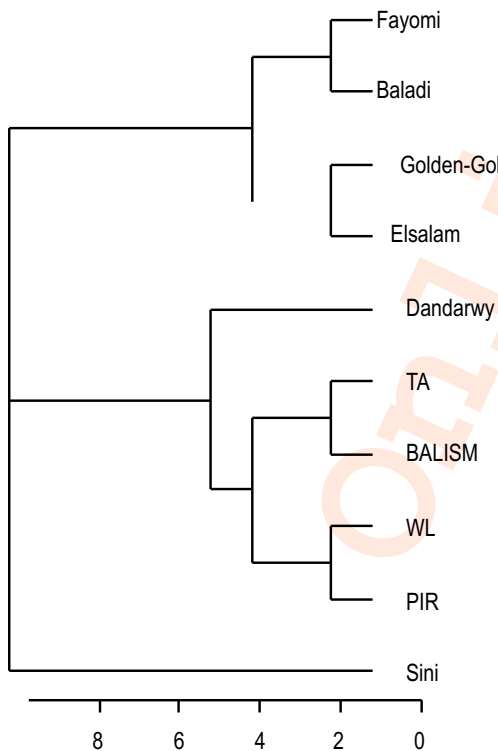 Fayomi
Baladi
Elsalam
Dandarwy
TA
BALISM
WL
PIR
Sini
8 6 4 2 0